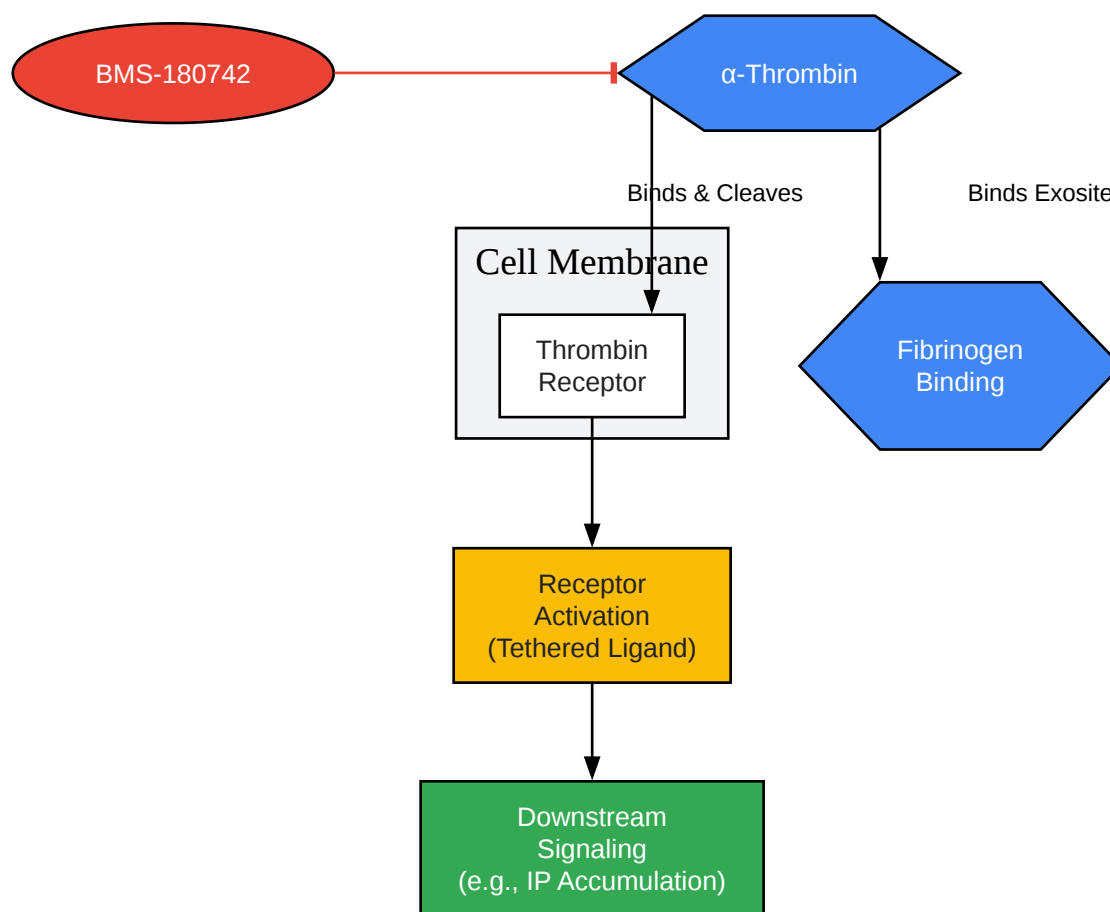 BMS-180742
α-Thrombin
Binds & Cleaves
Binds Exosite
Cell Membrane
Thrombin
Receptor
Fibrinogen
Binding
Receptor
Activation
(Tethered Ligand)
Downstream
Signaling
(e.g., IP Accumulation)